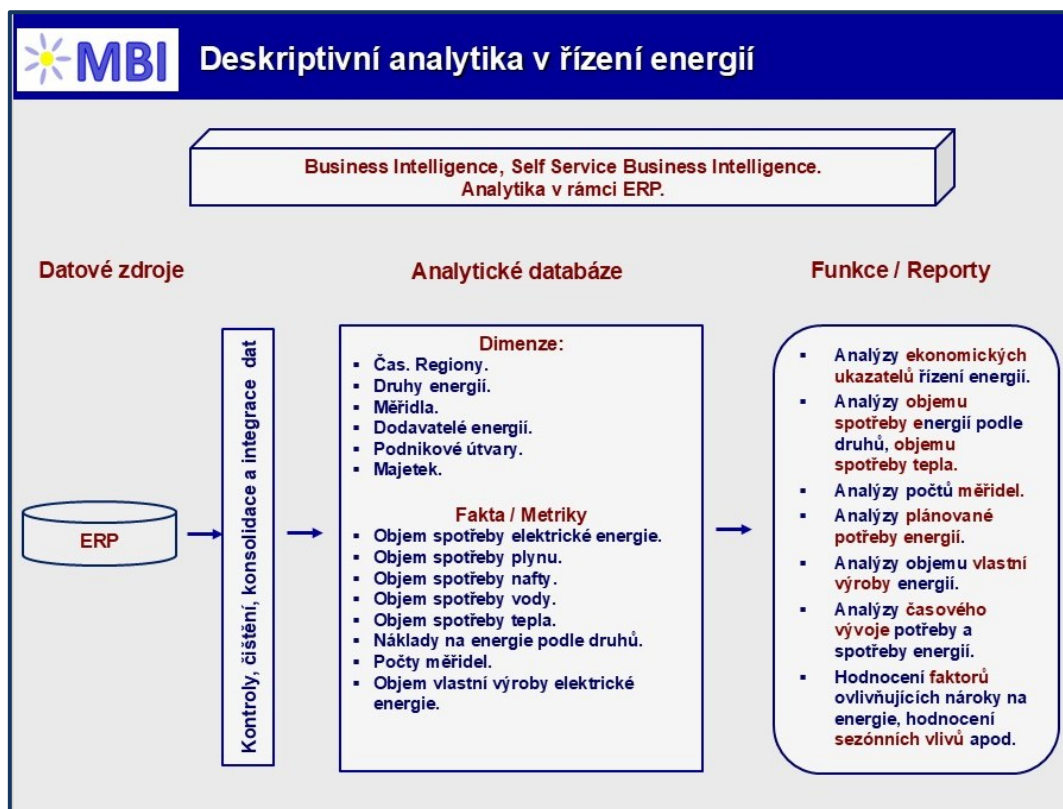 MBI
Deskriptivní analytika v řízení energií
Business Intelligence, Self Service Business Intelligence.
Analytika v rámci ERP.
Datové zdroje
Analytické databáze
Funkce / Reporty
ERP
Kontroly, čištění, konsolidace a integrace dat
Dimenze:
▪ Čas. Regiony.
▪ Druhy energií.
▪ Měřidla.
▪ Dodavatelé energií.
▪ Podnikové útvary.
▪ Majetek.
Fakta / Metriky
▪ Objem spotřeby elektrické energie.
▪ Objem spotřeby plynu.
▪ Objem spotřeby nafty.
▪ Objem spotřeby vody.
▪ Objem spotřeby tepla.
▪ Náklady na energie podle druhů.
▪ Počty měřidel.
▪ Objem vlastní výroby elektrické
energie.
▪ Analýzy ekonomických
ukazatelů řízení energií.
▪ Analýzy objemu
spotřeby energií podle
druhů, objemu
spotřeby tepla.
▪ Analýzy počtů měřidel.
▪ Analýzy plánované
potřeby energií.
▪ Analýzy objemu vlastní
výroby energií.
▪ Analýzy časového
vývoje potřeby a
spotřeby energií.
▪ Hodnocení faktorů
ovlivňujících nároky na
energie, hodnocení
sezónních vlivů apod.